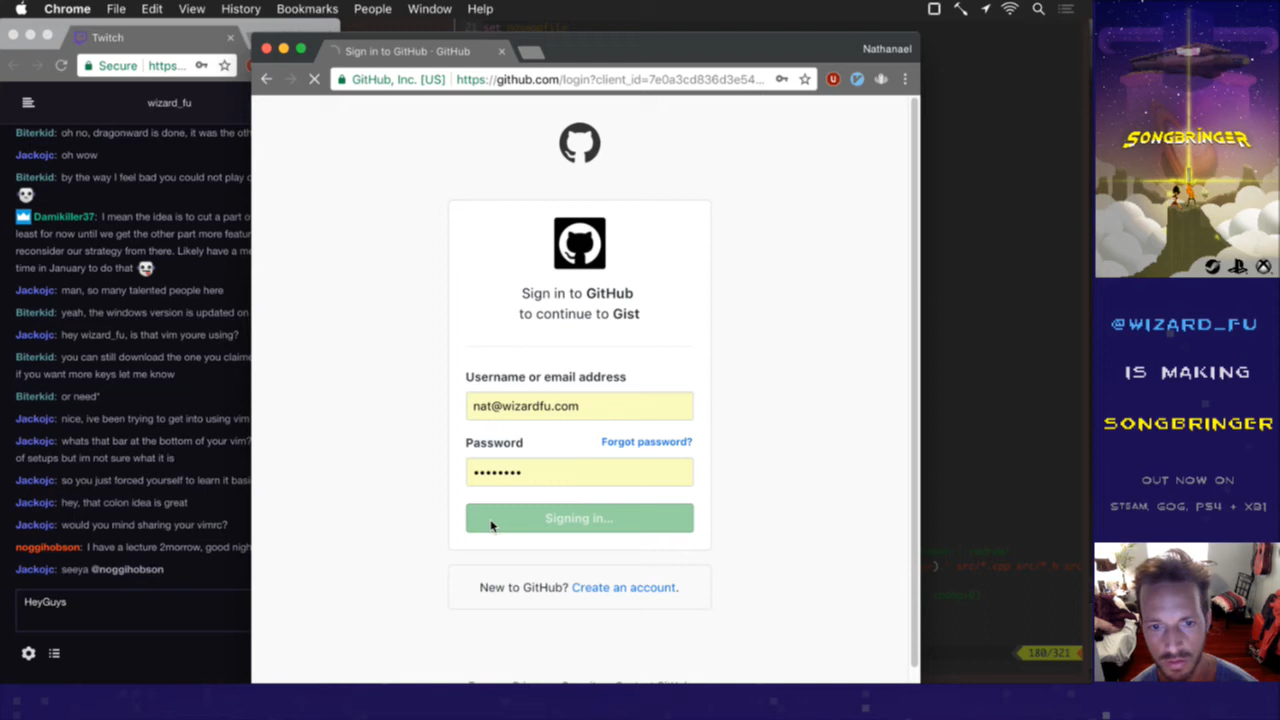 Chrome File Edit View History Bookmarks People Window Help
Twitch
Secure https...
wizard_fu
Biterkid: oh no, dragonward is done, it was the oth
Jackojc: oh wow
Biterkid: by the way I feel bad you could not play
Damikiller37: I mean the idea is to cut a part o
least for now until we get the other part more featur
reconsider our strategy from there. Likely have a me
time in January to do that
Jackojc: man, so many talented people here
Biterkid: yeah, the windows version is updated on
Jackojc: hey wizard_fu, is that vim youre using?
Biterkid: you can still download the one you claime
if you want more keys let me know
Biterkid: or need*
Jackojc: nice, ive been trying to get into using vim
Jackojc: whats that bar at the bottom of your vim?
of setups but im not sure what it is
Jackojc: so you just forced yourself to learn it basi
Jackojc: hey, that colon idea is great
Jackojc: would you mind sharing your vimrc?
noggihobson: I have a lecture 2morrow, good nigh
Jackojc: seeya @noggihobson
HeyGuys
Sign in to GitHub · GitHub
Nathanael
GitHub, Inc. [US] https://github.com/login?client_id=7e0a3cd836d3e54...
Sign in to GitHub
to continue to Gist
Username or email address
nat@wizardfu.com
Password Forgot password?
••••••••
Signing in...
New to GitHub? Create an account.
180/321
SONGBRINGER
@WIZARD_FU
IS MAKING
SONGBRINGER
OUT NOW ON
STEAM, GOG, PS4 + XB1